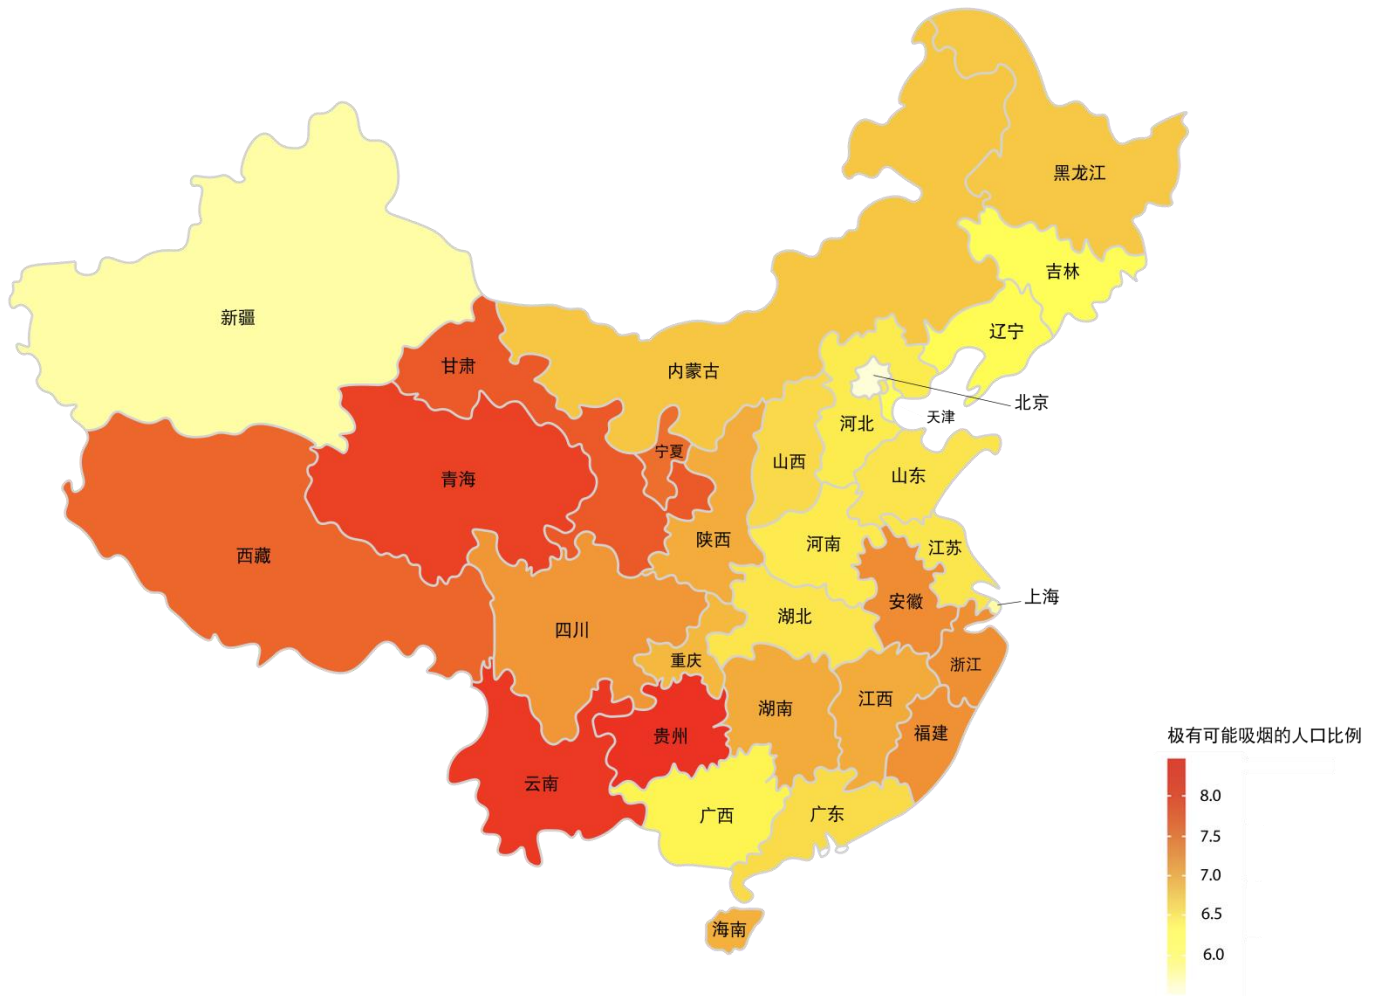 黑龙江
吉林
辽宁
新疆
甘肃
内蒙古
北京
天津
河北
宁夏
山西
山东
青海
陕西
河南
江苏
西藏
安徽
上海
湖北
四川
重庆
浙江
江西
湖南
福建
贵州
云南
广西
广东
海南
极有可能吸烟的人口比例
8.0
7.5
7.0
6.5
6.0